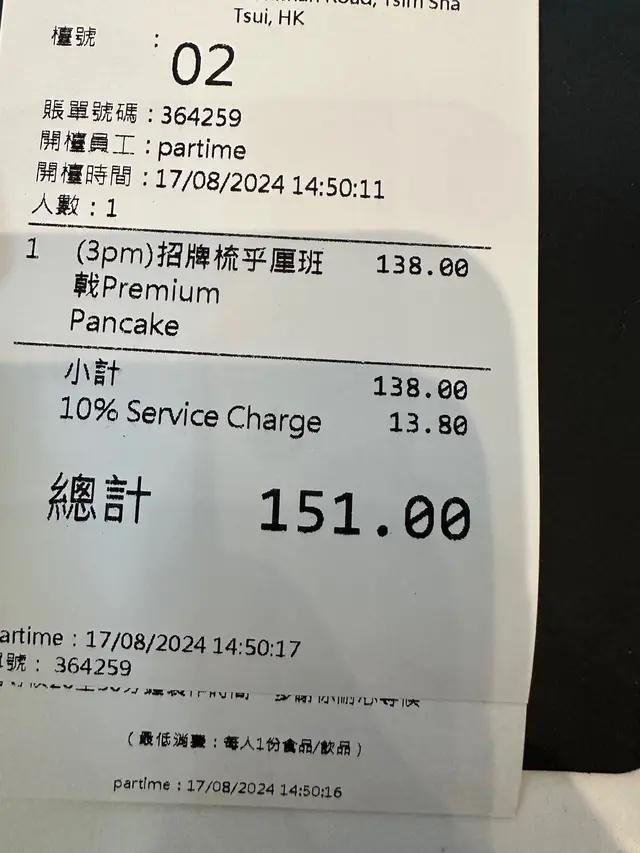 Road, Tsim Sha
Tsui, HK
檯號 :
02
賬單號碼：364259
開檯員工：partime
開檯時間：17/08/2024 14:50:11
人數：1
1 (3pm)招牌梳乎厘班 138.00
戟Premium
Pancake
小計 138.00
10% Service Charge 13.80
總計 151.00
artime：17/08/2024 14:50:17
號： 364259
(最低消費：每人1份食品/飲品)
partime：17/08/2024 14:50:16